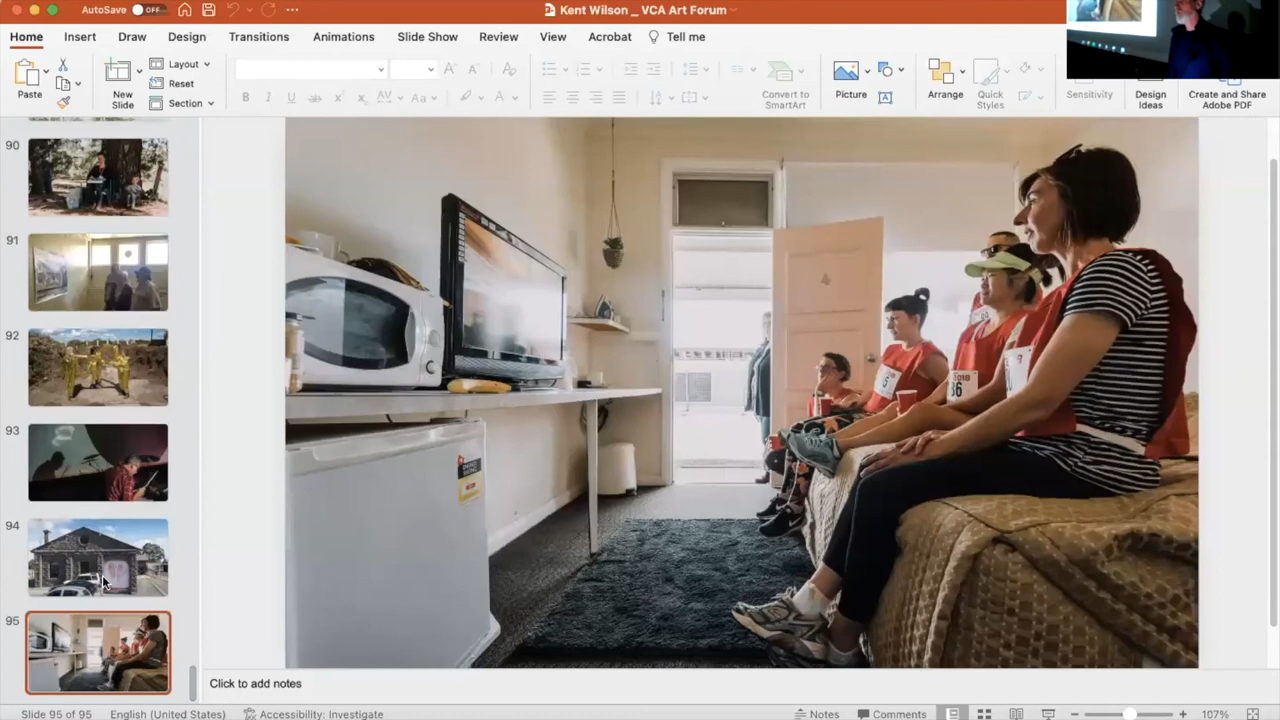 AutoSave OFF
Kent Wilson _ VCA Art Forum
Home Insert Draw Design Transitions Animations Slide Show Review View Acrobat Tell me
Paste
New Slide
Layout
Reset
Section
Convert to SmartArt
Picture
Arrange
Quick Styles
Sensitivity
Design Ideas
Create and Share Adobe PDF
90
91
92
93
94
95
4
36
Click to add notes
Slide 95 of 95 English (United States) Accessibility: Investigate Notes Comments 107%